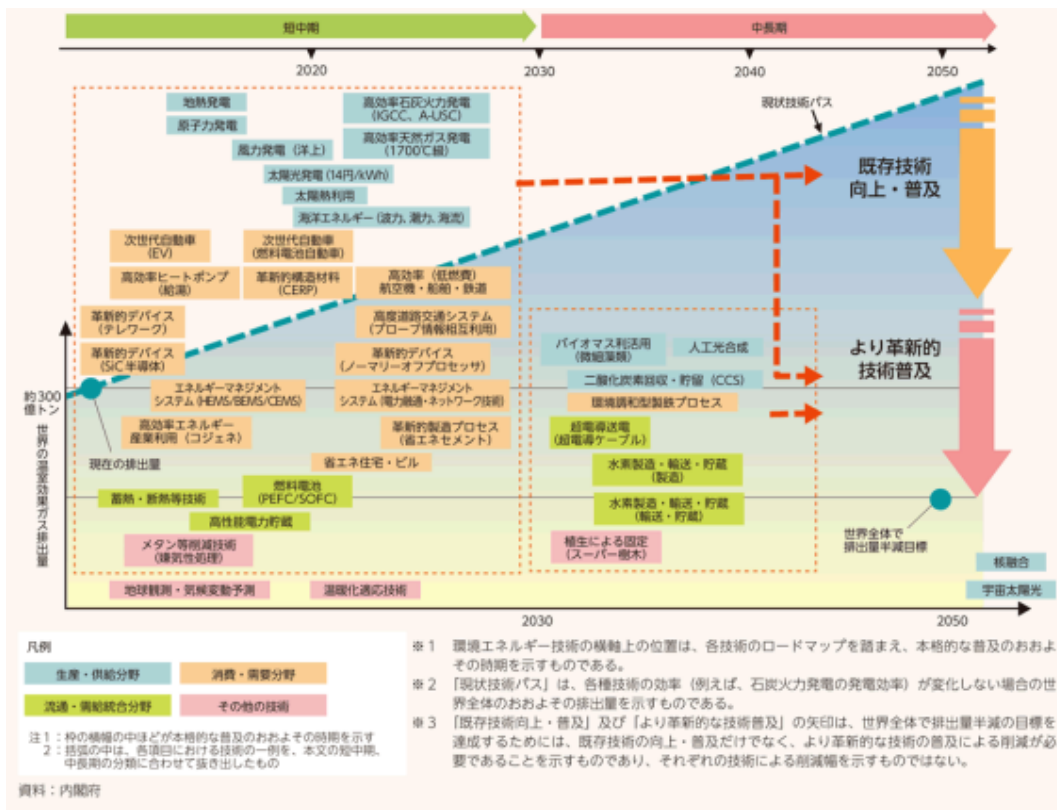 短中期
中長期
2020
2030
2040
2050
現状技術パス
地熱発電
原子力発電
風力発電(洋上)
高効率石炭火力発電
(IGCC、A-USC)
高効率天然ガス発電
(1700℃級)
太陽光発電(14円/kWh)
太陽熱利用
海洋エネルギー(波力、潮力、海流)
既存技術
向上・普及
次世代自動車
(EV)
次世代自動車
(燃料電池自動車)
高効率ヒートポンプ
(給湯)
革新的構造材料
(CERP)
高効率(低燃費)
航空機・船舶・鉄道
革新的デバイス
(テレワーク)
高度道路交通システム
(プローブ情報相互利用)
革新的デバイス
(SiC半導体)
革新的デバイス
(ノーマリーオフプロセッサ)
バイオマス利活用
(微細藻類)
人工光合成
より革新的
技術普及
二酸化炭素回収・貯留(CCS)
約300
億トン
エネルギーマネジメント
システム(HEMS/BEMS/CEMS)
エネルギーマネジメント
システム(電力融通・ネットワーク技術)
環境調和型製鉄プロセス
高効率エネルギー
産業利用(コジェネ)
革新的製造プロセス
(省エネセメント)
超電導送電
(超電導ケーブル)
世界の温室効果ガス排出量
現在の排出量
省エネ住宅・ビル
水素製造・輸送・貯蔵
(製造)
蓄熱・断熱等技術
燃料電池
(PEFC/SOFC)
高性能電力貯蔵
水素製造・輸送・貯蔵
(輸送・貯蔵)
メタン等削減技術
(嫌気性処理)
植生による固定
(スーパー樹木)
世界全体で
排出量半減目標
核融合
地球観測・気候変動予測
温暖化適応技術
宇宙太陽光
2030
2050
凡例
生産・供給分野
消費・需要分野
流通・需給統合分野
その他の技術
注1:枠の横幅の中ほどが本格的な普及のおおよその時期を示す
2:括弧の中は、各項目における技術の一例を、本文の短中期、
中長期の分類に合わせて抜き出したもの
※1 環境エネルギー技術の横軸上の位置は、各技術のロードマップを踏まえ、本格的な普及のおおよ
その時期を示すものである。
※2 「現状技術パス」は、各種技術の効率(例えば、石炭火力発電の発電効率)が変化しない場合の世
界全体のおおよその排出量を示すものである。
※3 「既存技術向上・普及」及び「より革新的な技術普及」の矢印は、世界全体で排出量半減の目標を
達成するためには、既存技術の向上・普及だけでなく、より革新的な技術の普及による削減が必
要であることを示すものであり、それぞれの技術による削減幅を示すものではない。
資料:内閣府